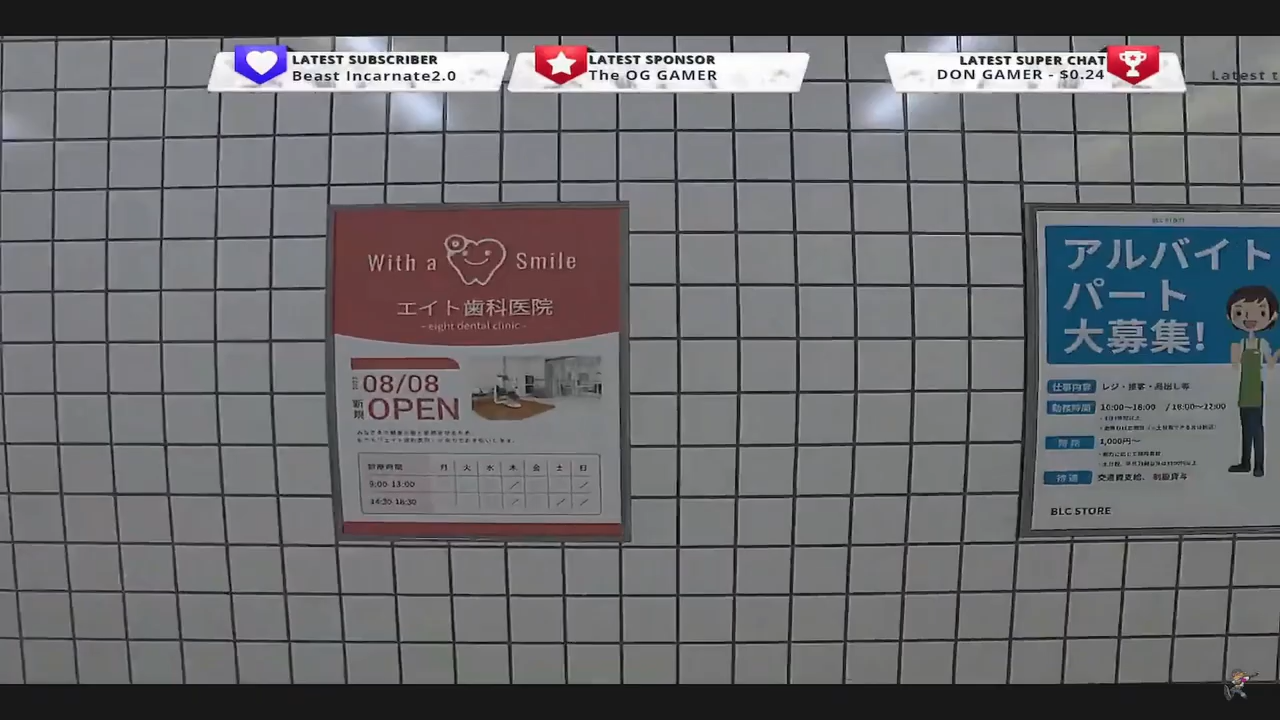 LATEST SUBSCRIBER
Beast Incarnate2.0
LATEST SPONSOR
The OG GAMER
LATEST SUPER CHAT
DON GAMER - $0.24
Latest t
With a Smile
エイト歯科医院
- eight dental clinic -
08/08
新規
OPEN
診療時間 月 火 水 木 金 土 日
9:00-13:00
14:30-18:30
アルバイト
パート
大募集!
仕事内容 レジ・接客・品出し等
勤務時間 10:00〜18:00 / 18:00〜22:00
時給 1,000円〜
待遇 交通費支給、制服貸与
BLC STORE